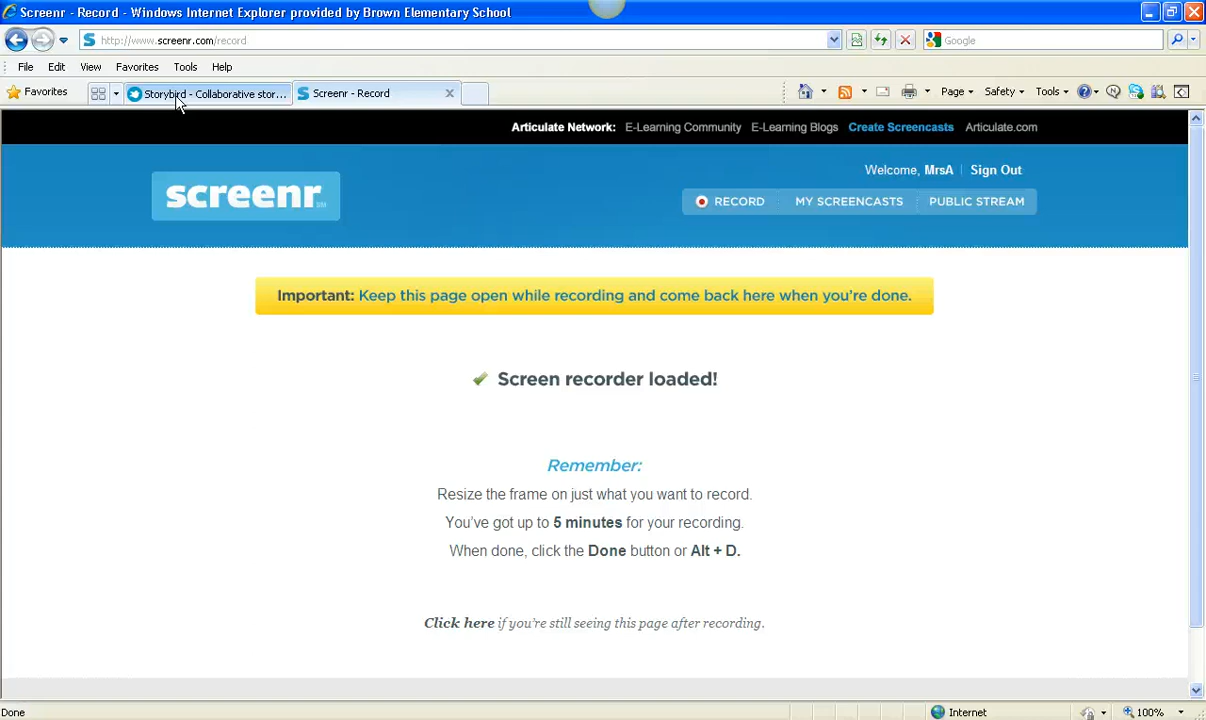 Screenr - Record - Windows Internet Explorer provided by Brown Elementary School
http://www.screenr.com/record
Google
File Edit View Favorites Tools Help
Favorites
Storybird - Collaborative stor...
Screenr - Record
Page Safety Tools
Articulate Network: E-Learning Community E-Learning Blogs Create Screencasts Articulate.com
Welcome, MrsA | Sign Out
screenr SM
RECORD MY SCREENCASTS PUBLIC STREAM
Important: Keep this page open while recording and come back here when you're done.
Screen recorder loaded!
Remember:
Resize the frame on just what you want to record.
You've got up to 5 minutes for your recording.
When done, click the Done button or Alt + D.
Click here if you're still seeing this page after recording.
Done
Internet
100%